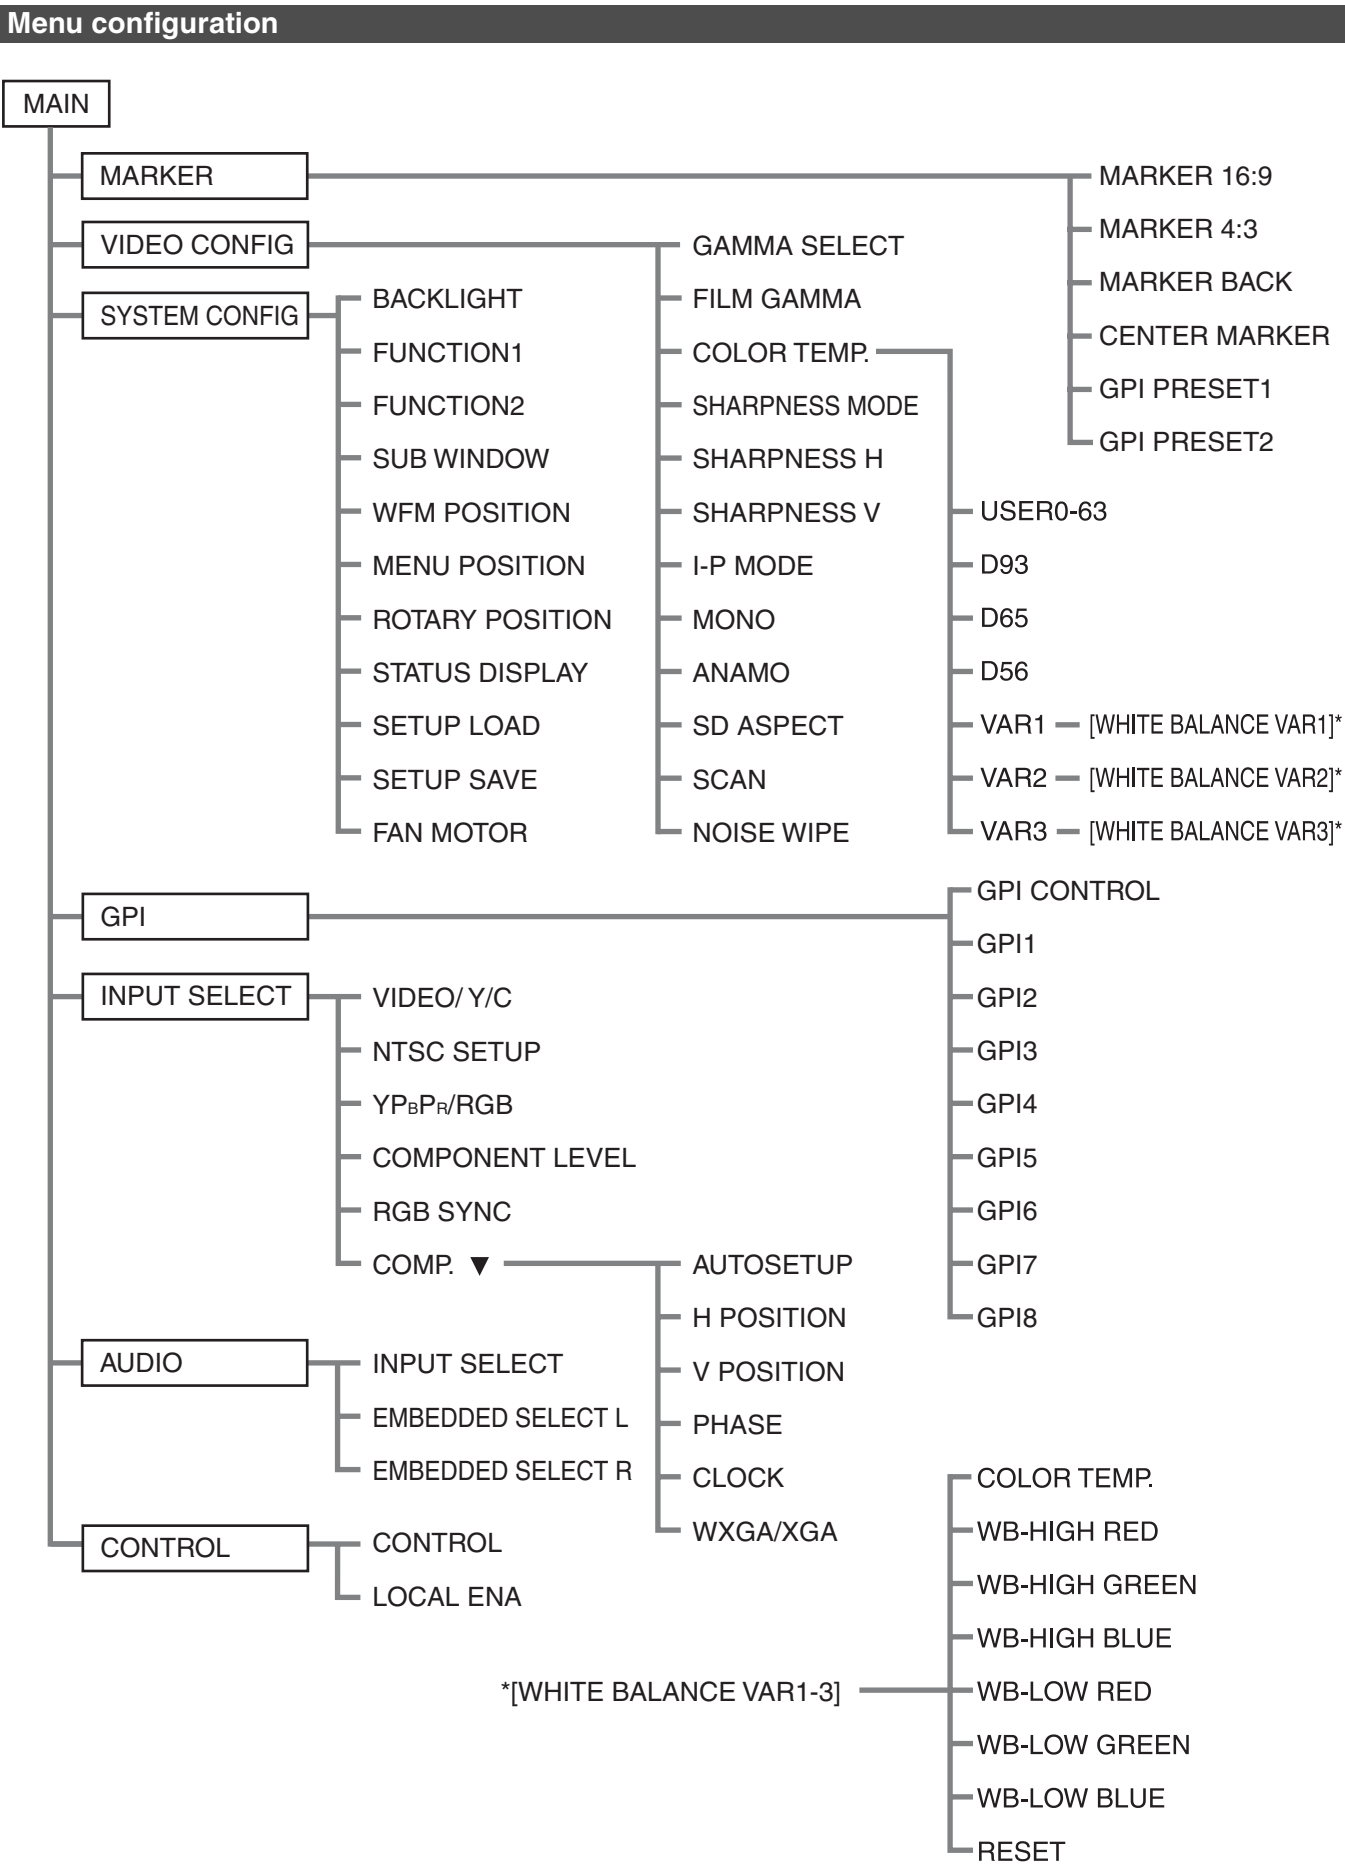 Menu configuration
MAIN
MARKER
MARKER 16:9
MARKER 4:3
MARKER BACK
CENTER MARKER
GPI PRESET1
GPI PRESET2
VIDEO CONFIG
GAMMA SELECT
FILM GAMMA
COLOR TEMP.
SHARPNESS MODE
SHARPNESS H
SHARPNESS V
I-P MODE
MONO
ANAMO
SD ASPECT
SCAN
NOISE WIPE
USER0-63
D93
D65
D56
VAR1
[WHITE BALANCE VAR1]*
VAR2
[WHITE BALANCE VAR2]*
VAR3
[WHITE BALANCE VAR3]*
SYSTEM CONFIG
BACKLIGHT
FUNCTION1
FUNCTION2
SUB WINDOW
WFM POSITION
MENU POSITION
ROTARY POSITION
STATUS DISPLAY
SETUP LOAD
SETUP SAVE
FAN MOTOR
GPI
GPI CONTROL
GPI1
GPI2
GPI3
GPI4
GPI5
GPI6
GPI7
GPI8
INPUT SELECT
VIDEO/ Y/C
NTSC SETUP
YPBPR/RGB
COMPONENT LEVEL
RGB SYNC
COMP. ▼
AUTOSETUP
H POSITION
V POSITION
PHASE
CLOCK
WXGA/XGA
AUDIO
INPUT SELECT
EMBEDDED SELECT L
EMBEDDED SELECT R
CONTROL
CONTROL
LOCAL ENA
*[WHITE BALANCE VAR1-3]
COLOR TEMP.
WB-HIGH RED
WB-HIGH GREEN
WB-HIGH BLUE
WB-LOW RED
WB-LOW GREEN
WB-LOW BLUE
RESET